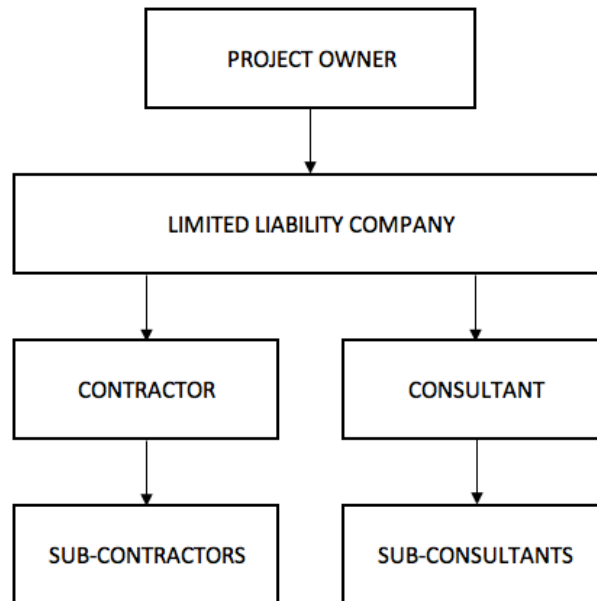 PROJECT OWNER
LIMITED LIABILITY COMPANY
CONTRACTOR
CONSULTANT
SUB-CONTRACTORS
SUB-CONSULTANTS